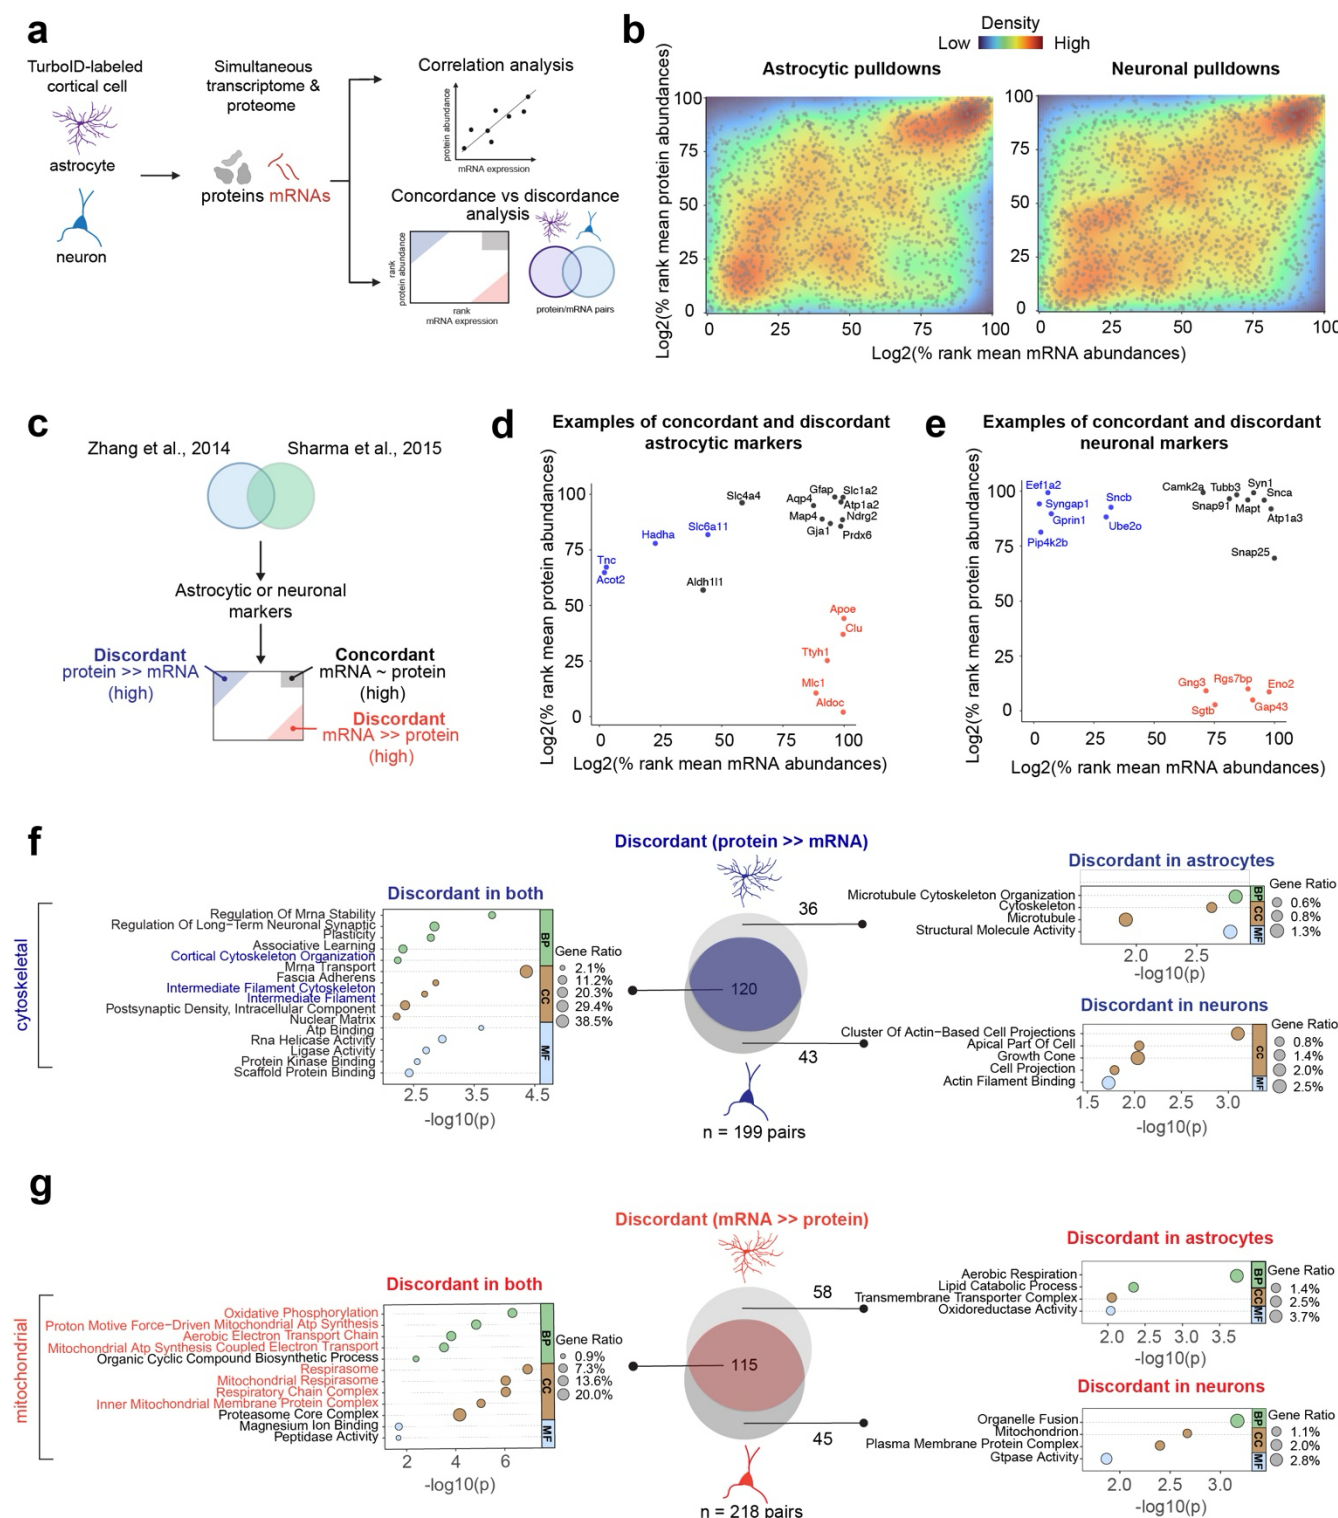 a
TurboID-labeled
cortical cell
astrocyte
neuron
Simultaneous
transcriptome &
proteome
proteins mRNAs
Correlation analysis
protein abundance
mRNA expression
Concordance vs discordance
analysis
rank
protein abundance
rank
mRNA expression
protein/mRNA pairs
b
Density
Low High
Astrocytic pulldowns
Neuronal pulldowns
Log2(% rank mean protein abundances)
100
75
50
25
0
0 25 50 75 100
100
75
50
25
0
0 25 50 75 100
Log2(% rank mean mRNA abundances)
c
Zhang et al., 2014
Sharma et al., 2015
Astrocytic or neuronal
markers
Discordant
protein >> mRNA
(high)
Concordant
mRNA ~ protein
(high)
Discordant
mRNA >> protein
(high)
d
Examples of concordant and discordant
astrocytic markers
Log2(% rank mean protein abundances)
100
75
50
25
0
0 25 50 75 100
Log2(% rank mean mRNA abundances)
Slc4a4
Gfap
Slc1a2
Aqp4
Atp1a2
Map4
Ndrg2
Gja1
Prdx6
Slc6a11
Hadha
Tnc
Acot2
Aldh1l1
Apoe
Clu
Ttyh1
Mlc1
Aldoc
e
Examples of concordant and discordant
neuronal markers
Log2(% rank mean protein abundances)
100
75
50
25
0
0 25 50 75 100
Log2(% rank mean mRNA abundances)
Eef1a2
Syngap1
Gprin1
Pip4k2b
Sncb
Ube2o
Camk2a
Tubb3
Syn1
Snap91
Mapt
Snca
Atp1a3
Snap25
Gng3
Rgs7bp
Eno2
Sgtb
Gap43
f
cytoskeletal
Discordant in both
Regulation Of Mrna Stability
Regulation Of Long-Term Neuronal Synaptic
Plasticity
Associative Learning
Cortical Cytoskeleton Organization
Mrna Transport
Fascia Adherens
Intermediate Filament Cytoskeleton
Intermediate Filament
Postsynaptic Density, Intracellular Component
Nuclear Matrix
Atp Binding
Rna Helicase Activity
Ligase Activity
Protein Kinase Binding
Scaffold Protein Binding
BP
CC
MF
Gene Ratio
2.1%
11.2%
20.3%
29.4%
38.5%
2.5 3.5 4.5
-log10(p)
Discordant (protein >> mRNA)
36
120
43
n = 199 pairs
Discordant in astrocytes
Microtubule Cytoskeleton Organization
Cytoskeleton
Microtubule
Structural Molecule Activity
BP
CC
MF
Gene Ratio
0.6%
0.8%
1.3%
2.0 2.5
-log10(p)
Discordant in neurons
Cluster Of Actin-Based Cell Projections
Apical Part Of Cell
Growth Cone
Cell Projection
Actin Filament Binding
CC
MF
Gene Ratio
0.8%
1.4%
2.0%
2.5%
1.5 2.0 2.5 3.0
-log10(p)
g
mitochondrial
Discordant in both
Oxidative Phosphorylation
Proton Motive Force-Driven Mitochondrial Atp Synthesis
Aerobic Electron Transport Chain
Mitochondrial Atp Synthesis Coupled Electron Transport
Organic Cyclic Compound Biosynthetic Process
Respirasome
Mitochondrial Respirasome
Respiratory Chain Complex
Inner Mitochondrial Membrane Protein Complex
Proteasome Core Complex
Magnesium Ion Binding
Peptidase Activity
BP
CC
MF
Gene Ratio
0.9%
7.3%
13.6%
20.0%
2 4 6
-log10(p)
Discordant (mRNA >> protein)
58
115
45
n = 218 pairs
Discordant in astrocytes
Aerobic Respiration
Lipid Catabolic Process
Transmembrane Transporter Complex
Oxidoreductase Activity
BP
CC
MF
Gene Ratio
1.4%
2.5%
3.7%
2.0 2.5 3.0 3.5
-log10(p)
Discordant in neurons
Organelle Fusion
Mitochondrion
Plasma Membrane Protein Complex
Gtpase Activity
BP
CC
MF
Gene Ratio
1.1%
2.0%
2.8%
2.0 2.5 3.0
-log10(p)